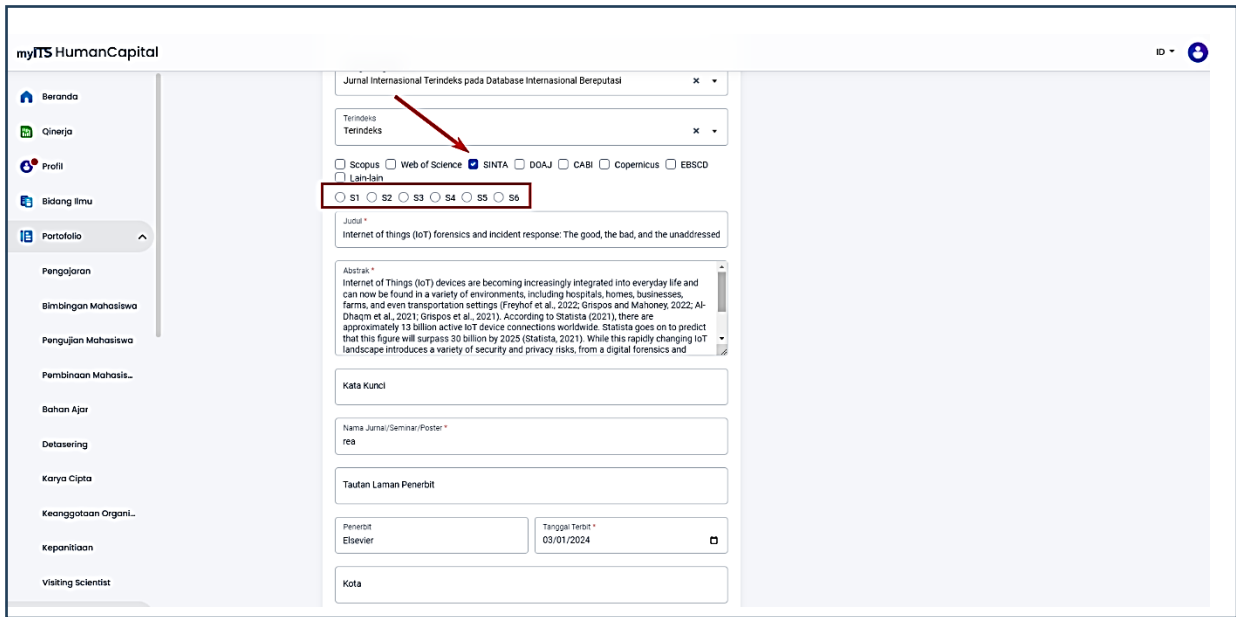 myITS HumanCapital
ID
Beranda
Qinerja
Profil
Bidang Ilmu
Portofolio
Pengajaran
Bimbingan Mahasiswa
Pengujian Mahasiswa
Pembinaan Mahasis...
Bahan Ajar
Detasering
Karya Cipta
Keanggotaan Organi...
Kepanitiaan
Visiting Scientist
Jurnal Internasional Terindeks pada Database Internasional Bereputasi
Terindeks
Terindeks
Scopus Web of Science SINTA DOAJ CABI Copernicus EBSCD
Lain-lain
S1 S2 S3 S4 S5 S6
Judul *
Internet of things (IoT) forensics and incident response: The good, the bad, and the unaddressed
Abstrak *
Internet of Things (IoT) devices are becoming increasingly integrated into everyday life and
can now be found in a variety of environments, including hospitals, homes, businesses,
farms, and even transportation settings (Freyhof et al., 2022; Grispos and Mahoney, 2022; Al-
Dhaqm et al., 2021; Grispos et al., 2021). According to Statista (2021), there are
approximately 13 billion active IoT device connections worldwide. Statista goes on to predict
that this figure will surpass 30 billion by 2025 (Statista, 2021). While this rapidly changing IoT
landscape introduces a variety of security and privacy risks, from a digital forensics and
Kata Kunci
Nama Jurnal/Seminar/Poster *
rea
Tautan Laman Penerbit
Penerbit
Elsevier
Tanggal Terbit *
03/01/2024
Kota